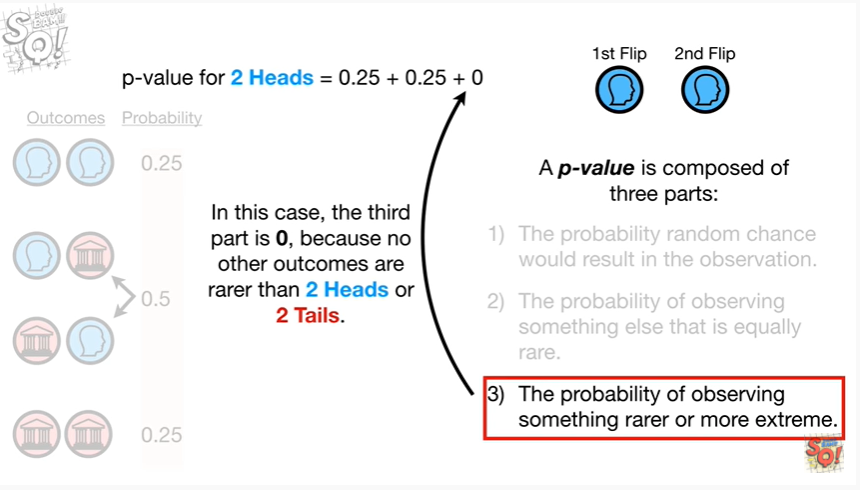 DOUBLE
BAM!!!
SQ!
1st Flip 2nd Flip
p-value for 2 Heads = 0.25 + 0.25 + 0
Outcomes Probability
0.25
0.5
0.25
In this case, the third
part is 0, because no
other outcomes are
rarer than 2 Heads or
2 Tails.
A p-value is composed of
three parts:
1) The probability random chance
would result in the observation.
2) The probability of observing
something else that is equally
rare.
3) The probability of observing
something rarer or more extreme.
SQ!